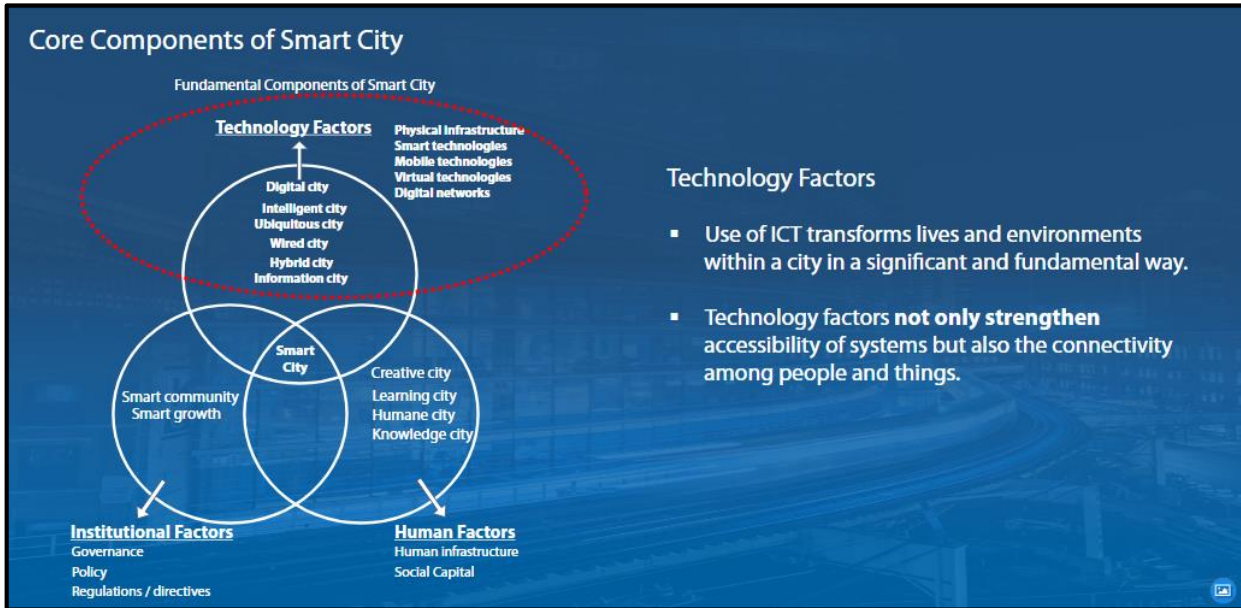 Core Components of Smart City
Fundamental Components of Smart City
Technology Factors
Physical infrastructure
Smart technologies
Mobile technologies
Virtual technologies
Digital networks
Digital city
Intelligent city
Ubiquitous city
Wired city
Hybrid city
Information city
Smart
City
Smart community
Smart growth
Creative city
Learning city
Humane city
Knowledge city
Institutional Factors
Governance
Policy
Regulations / directives
Human Factors
Human infrastructure
Social Capital
Technology Factors
▪ Use of ICT transforms lives and environments
within a city in a significant and fundamental way.
▪ Technology factors not only strengthen
accessibility of systems but also the connectivity
among people and things.